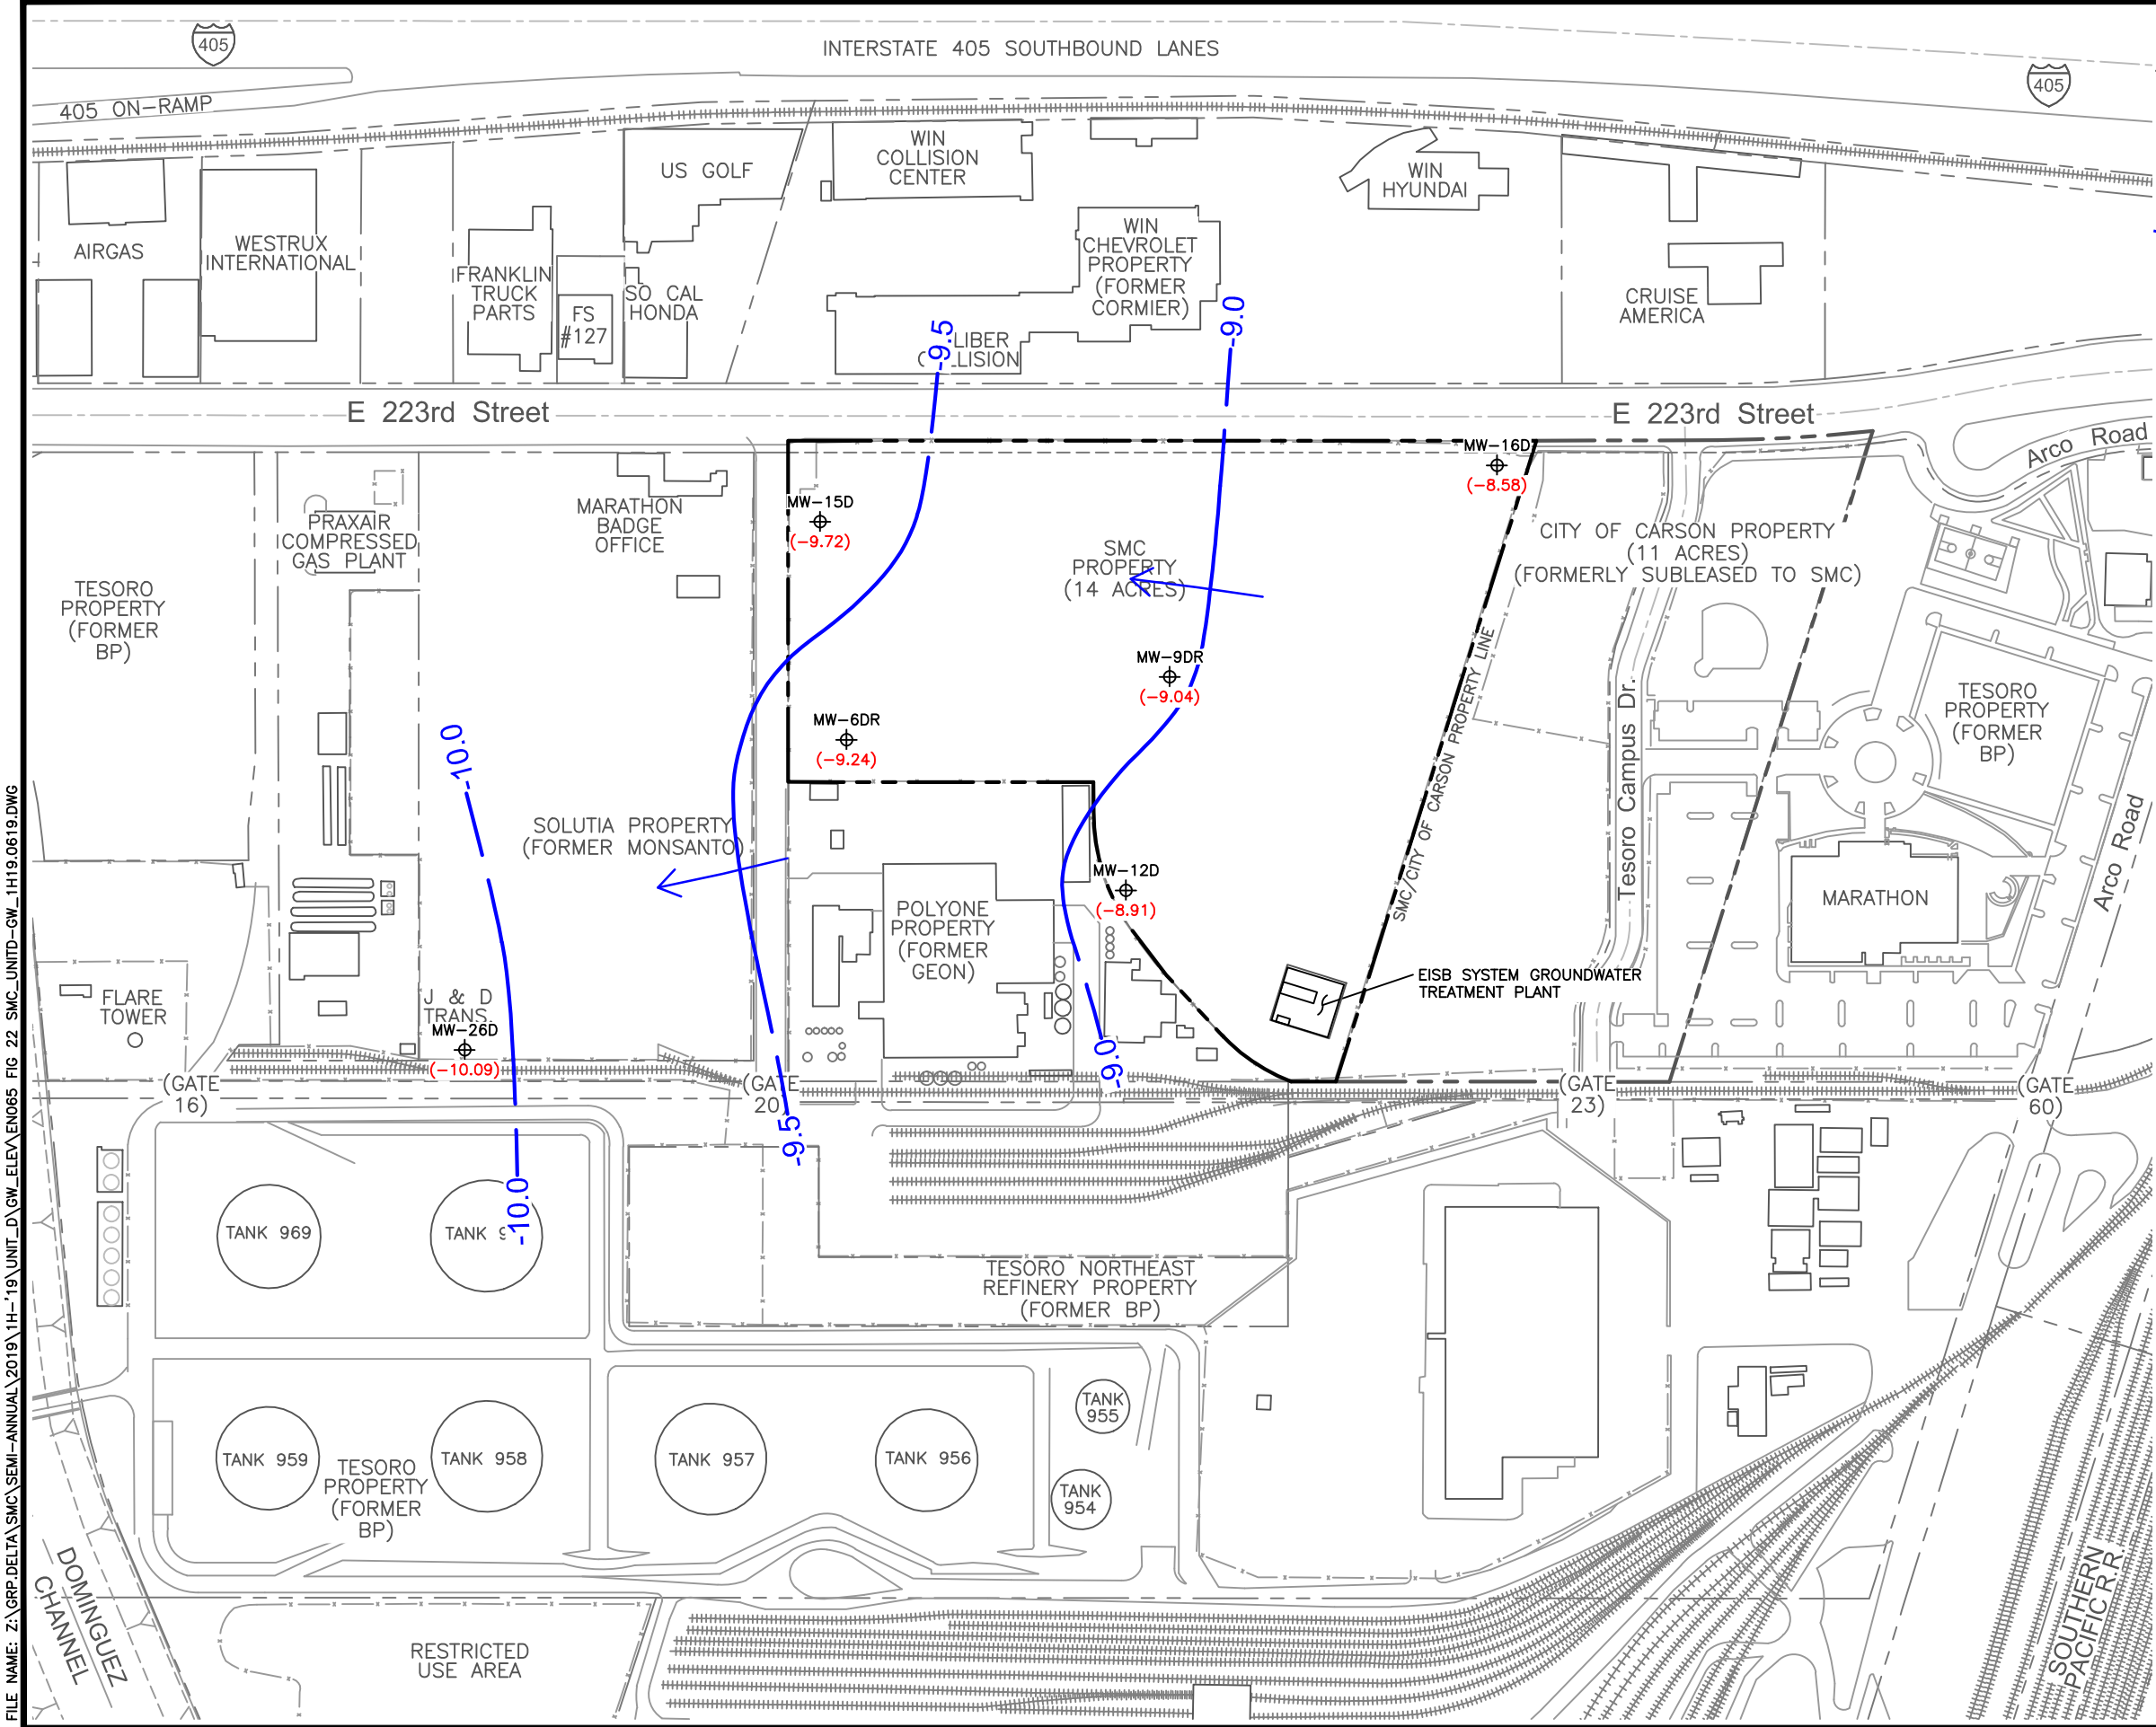 405
INTERSTATE 405 SOUTHBOUND LANES
405
405 ON-RAMP
AIRGAS
WESTRUX
INTERNATIONAL
FRANKLIN
TRUCK
PARTS
FS
#127
US GOLF
SO CAL
HONDA
WIN
COLLISION
CENTER
WIN
CHEVROLET
PROPERTY
(FORMER
CORMIER)
LIBER
LLISION
WIN
HYUNDAI
CRUISE
AMERICA
-9.5
-9.0
E 223rd Street
E 223rd Street
Arco Road
TESORO
PROPERTY
(FORMER
BP)
PRAXAIR
COMPRESSED
GAS PLANT
MARATHON
BADGE
OFFICE
MW-15D
(-9.72)
SMC
PROPERTY
(14 ACRES)
MW-16D
(-8.58)
CITY OF CARSON PROPERTY
(11 ACRES)
(FORMERLY SUBLEASED TO SMC)
MW-9DR
(-9.04)
MW-6DR
(-9.24)
SMC/CITY OF CARSON PROPERTY LINE
Tesoro Campus Dr.
TESORO
PROPERTY
(FORMER
BP)
-10.0
SOLUTIA PROPERTY
(FORMER MONSANTO)
POLYONE
PROPERTY
(FORMER
GEON)
MW-12D
(-8.91)
MARATHON
Arco Road
EISB SYSTEM GROUNDWATER
TREATMENT PLANT
FLARE
TOWER
J & D
TRANS.
MW-26D
(-10.09)
(GATE
16)
(GATE
20)
-9.0
(GATE
23)
(GATE
60)
-9.5
-10.0
TANK 969
TANK 9
TESORO NORTHEAST
REFINERY PROPERTY
(FORMER BP)
TANK 959
TESORO
PROPERTY
(FORMER
BP)
TANK 958
TANK 957
TANK 956
TANK
955
TANK
954
DOMINGUEZ
CHANNEL
RESTRICTED
USE AREA
SOUTHERN
PACIFIC R.R.
FILE NAME: Z:\GRP.DELTA\SMC\SEMI-ANNUAL\2019\1H-'19\UNIT_D\GW_ELEV\EN065 FIG 22 SMC_UNITD-GW_1H19.0619.DWG